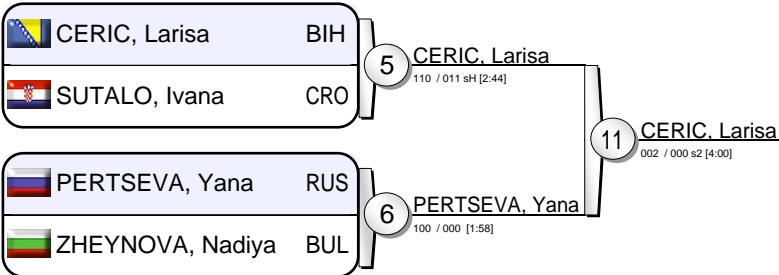 CERIC, Larisa BIH
SUTALO, Ivana CRO
5
CERIC, Larisa
110 / 011 sH [2:44]
PERTSEVA, Yana RUS
ZHEYNOVA, Nadiya BUL
6
PERTSEVA, Yana
100 / 000 [1:58]
11
CERIC, Larisa
002 / 000 s2 [4:00]